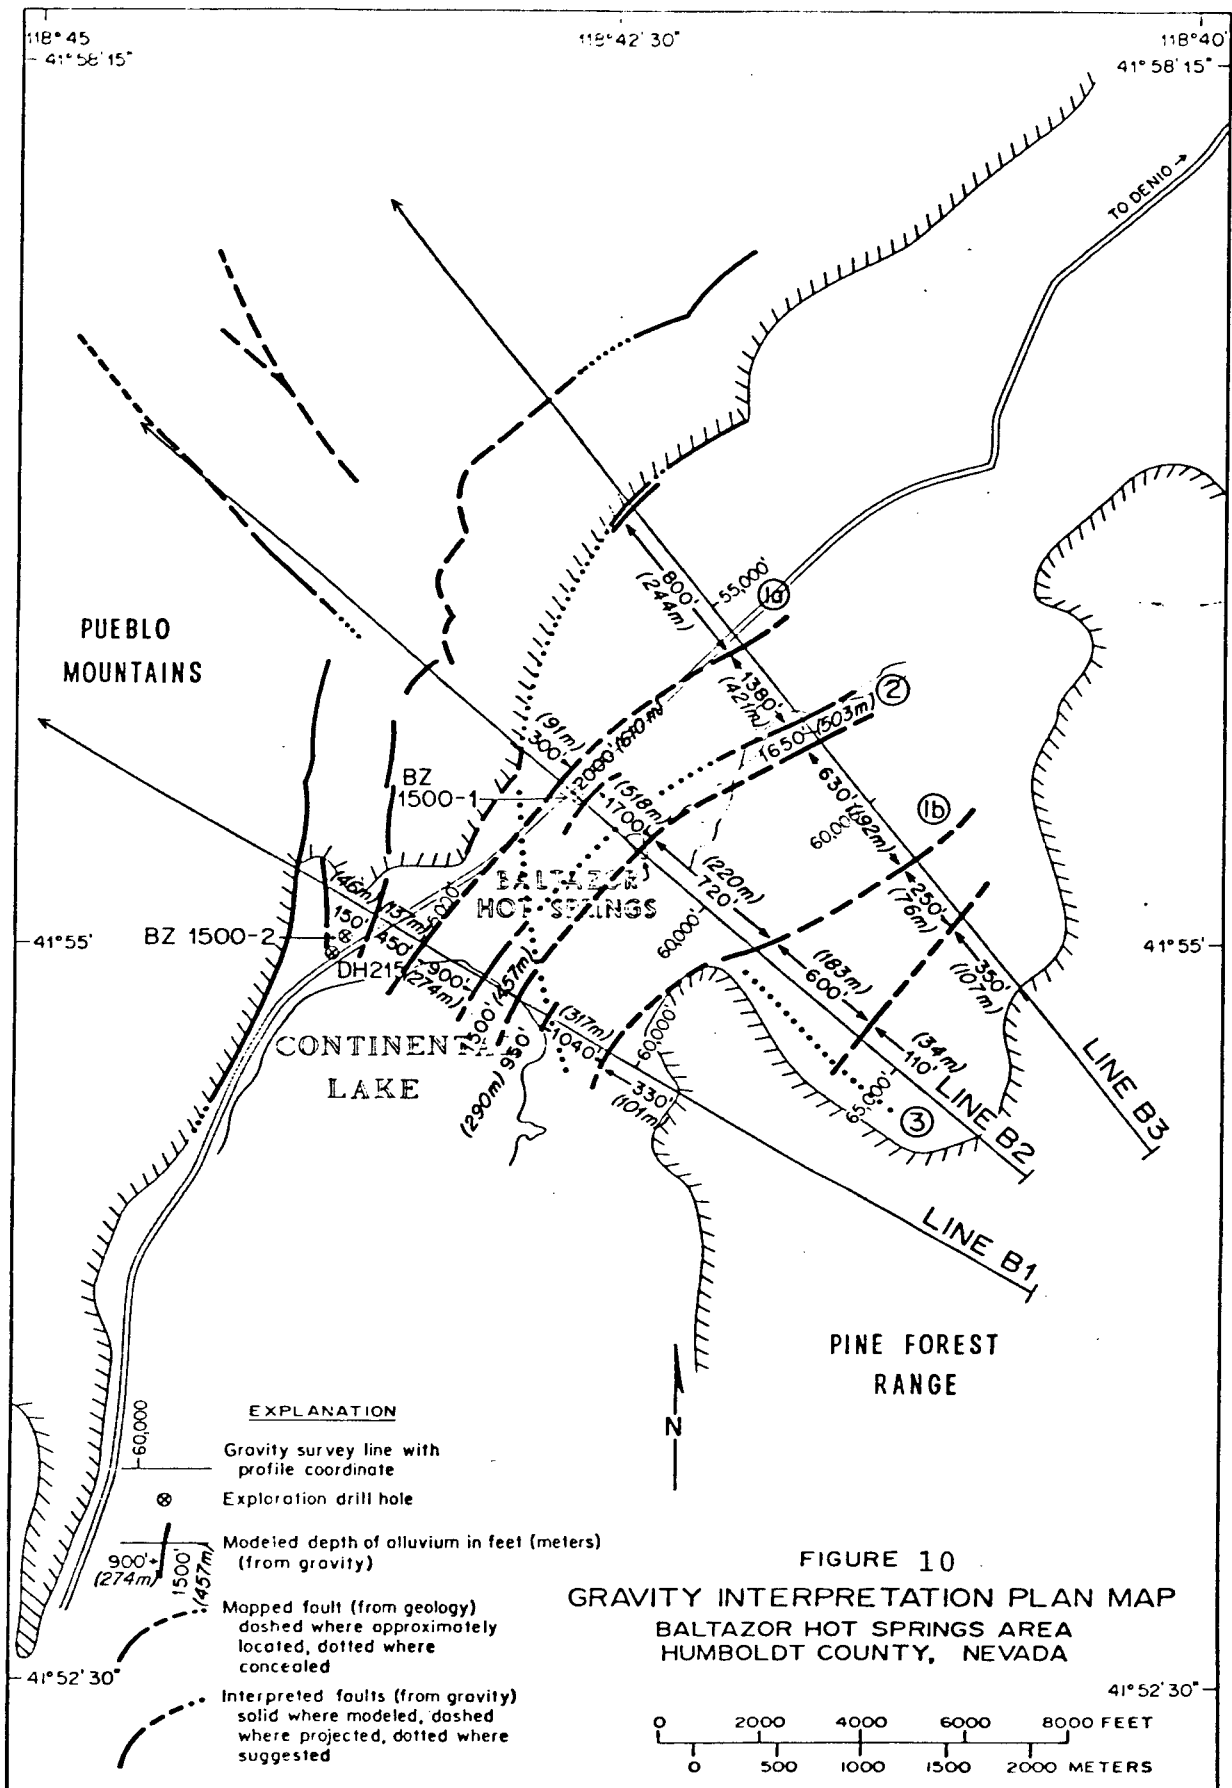 118°45
118°42'30"
118°40'
41°58'15"
41°58'15"
TO DENIO
55,000'
1a
800'
(244m)
PUEBLO
MOUNTAINS
1380'
(421m)
2
1650' (503m)
(91m)
300'
2000' (610m)
BZ
1500-1
(518m)
1700'
630' (192m)
1b
60,000'
BALTAZOR
HOT SPRINGS
(220m)
720'
250'
(76m)
(46m)
(137m)
150'
450'
BZ 1500-2
DH215
41°55'
41°55'
60,000'
900'
(274m)
1500' (457m)
(183m)
600'
350'
(107m)
CONTINENTAL
LAKE
950'
(290m)
(317m)
1040'
60,000'
330'
(101m)
(34m)
110'
65,000'
3
LINE B3
LINE B2
LINE B1
PINE FOREST
RANGE
N
EXPLANATION
60,000
Gravity survey line with
profile coordinate
Exploration drill hole
900'
(274m)
1500'
(457m)
Modeled depth of alluvium in feet (meters)
(from gravity)
Mapped fault (from geology)
dashed where approximately
located, dotted where
concealed
Interpreted faults (from gravity)
solid where modeled, dashed
where projected, dotted where
suggested
FIGURE 10
GRAVITY INTERPRETATION PLAN MAP
BALTAZOR HOT SPRINGS AREA
HUMBOLDT COUNTY, NEVADA
41°52'30"
41°52'30"
0 2000 4000 6000 8000 FEET
0 500 1000 1500 2000 METERS